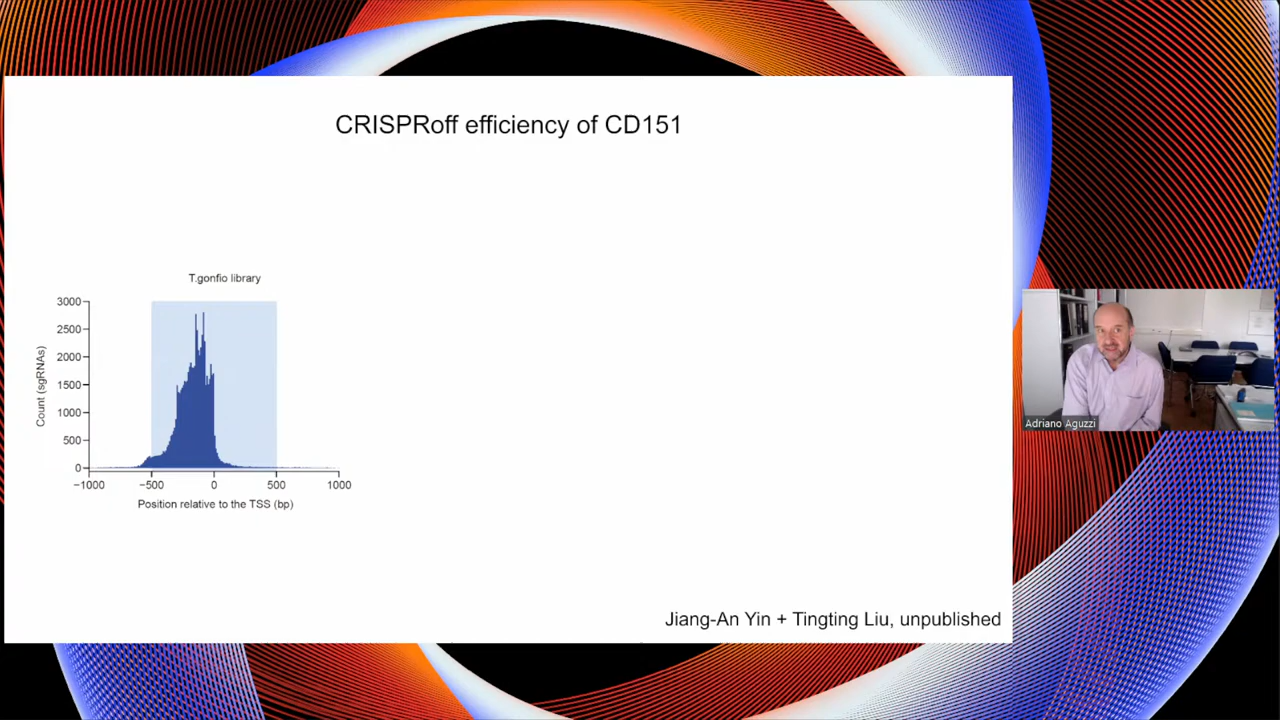 CRISPRoff efficiency of CD151
T.gonfio library
3000
2500
2000
1500
1000
500
0
Count (sgRNAs)
−1000 −500 0 500 1000
Position relative to the TSS (bp)
Adriano Aguzzi
Jiang-An Yin + Tingting Liu, unpublished